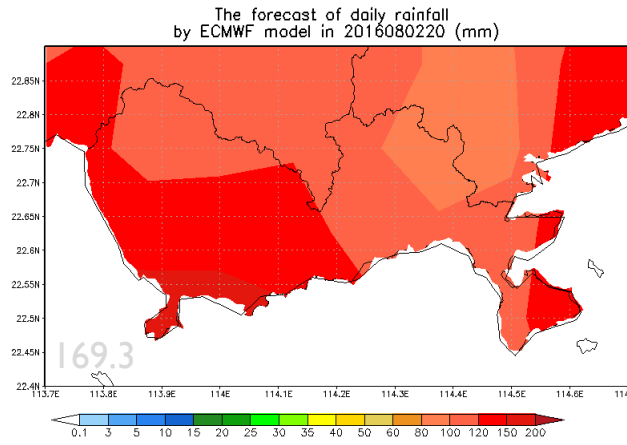 The forecast of daily rainfall
by ECMWF model in 2016080220 (mm)
22.85N
22.8N
22.75N
22.7N
22.65N
22.6N
22.55N
22.5N
22.45N
22.4N
169.3
113.7E 113.8E 113.9E 114E 114.1E 114.2E 114.3E 114.4E 114.5E 114.6E
0.1 3 5 10 15 20 25 30 35 40 50 60 80 100 120 150 200